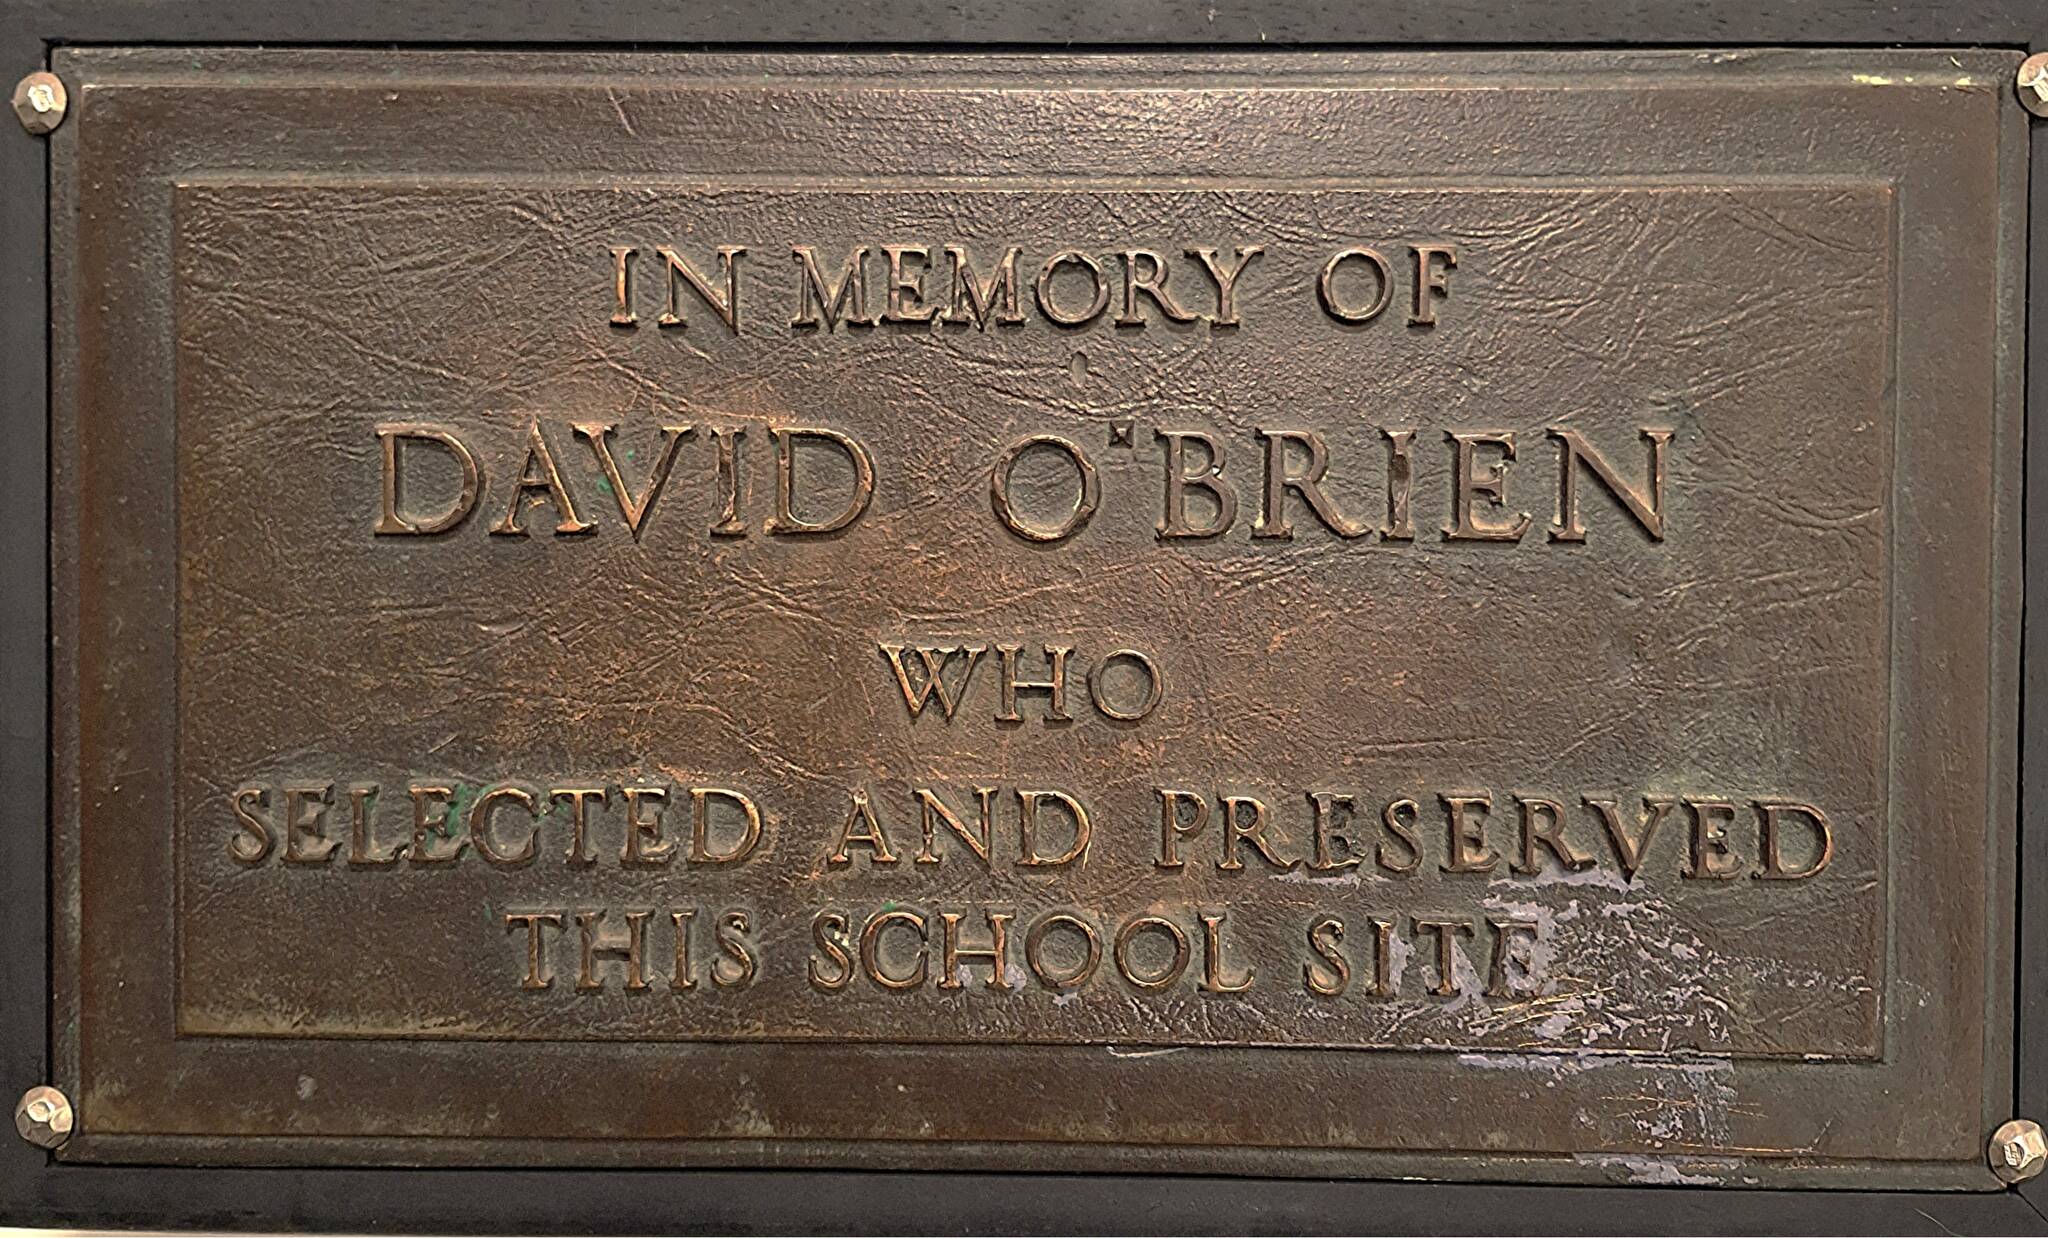 IN MEMORY OF
DAVID O'BRIEN
WHO
SELECTED AND PRESERVED
THIS SCHOOL SITE